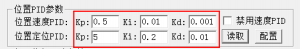 位置PID参数
位置速度PID: Kp: 0.5 Ki: 0.01 Kd: 0.001 禁用速度PID
位置定位PID: Kp: 5 Ki: 0.2 Kd: 0.01 读取 配置